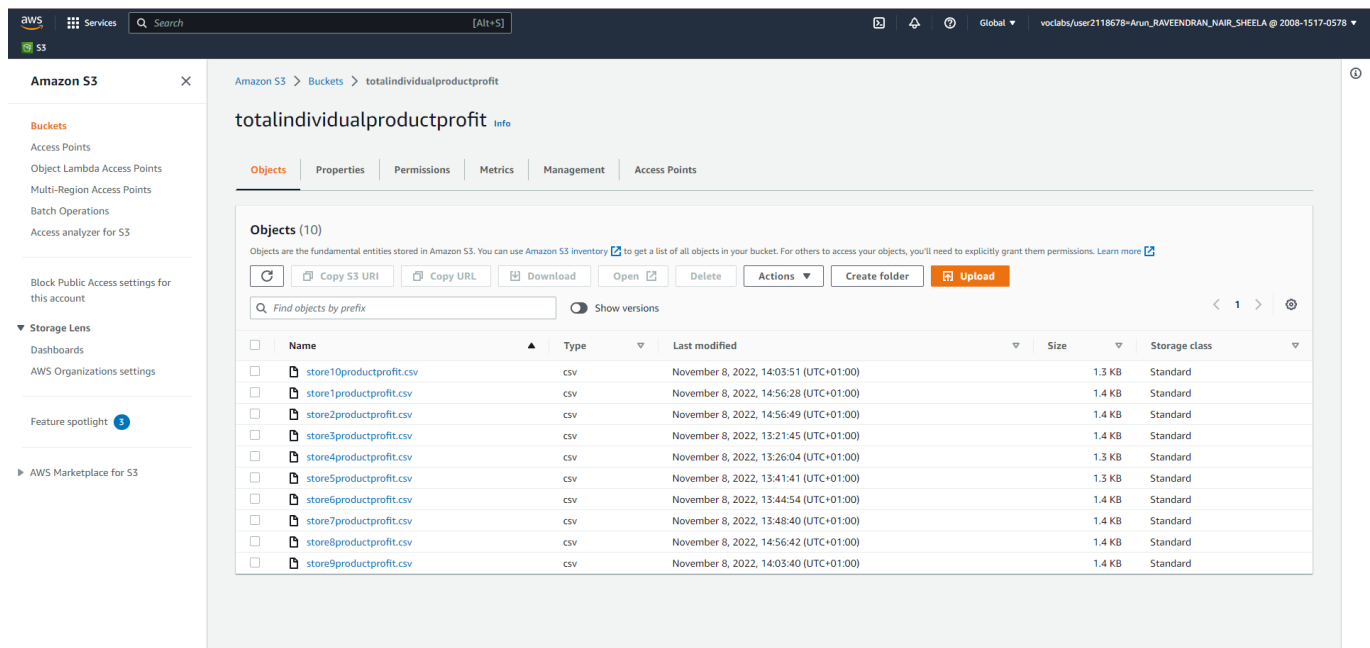 aws Services Search [Alt+S] Global voclabs/user2118678=Arun_RAVEENDRAN_NAIR_SHEELA @ 2008-1517-0578
S3
Amazon S3
Buckets
Access Points
Object Lambda Access Points
Multi-Region Access Points
Batch Operations
Access analyzer for S3
Block Public Access settings for
this account
Storage Lens
Dashboards
AWS Organizations settings
Feature spotlight 3
AWS Marketplace for S3
Amazon S3 > Buckets > totalindividualproductprofit
totalindividualproductprofit Info
Objects Properties Permissions Metrics Management Access Points
Objects (10)
Objects are the fundamental entities stored in Amazon S3. You can use Amazon S3 inventory to get a list of all objects in your bucket. For others to access your objects, you'll need to explicitly grant them permissions. Learn more
Copy S3 URI Copy URL Download Open Delete Actions Create folder Upload
Find objects by prefix Show versions < 1 >
Name Type Last modified Size Storage class
store10productprofit.csv csv November 8, 2022, 14:03:51 (UTC+01:00) 1.3 KB Standard
store1productprofit.csv csv November 8, 2022, 14:56:28 (UTC+01:00) 1.4 KB Standard
store2productprofit.csv csv November 8, 2022, 14:56:49 (UTC+01:00) 1.4 KB Standard
store3productprofit.csv csv November 8, 2022, 13:21:45 (UTC+01:00) 1.4 KB Standard
store4productprofit.csv csv November 8, 2022, 13:26:04 (UTC+01:00) 1.3 KB Standard
store5productprofit.csv csv November 8, 2022, 13:41:41 (UTC+01:00) 1.3 KB Standard
store6productprofit.csv csv November 8, 2022, 13:44:54 (UTC+01:00) 1.4 KB Standard
store7productprofit.csv csv November 8, 2022, 13:48:40 (UTC+01:00) 1.4 KB Standard
store8productprofit.csv csv November 8, 2022, 14:56:42 (UTC+01:00) 1.4 KB Standard
store9productprofit.csv csv November 8, 2022, 14:03:40 (UTC+01:00) 1.4 KB Standard